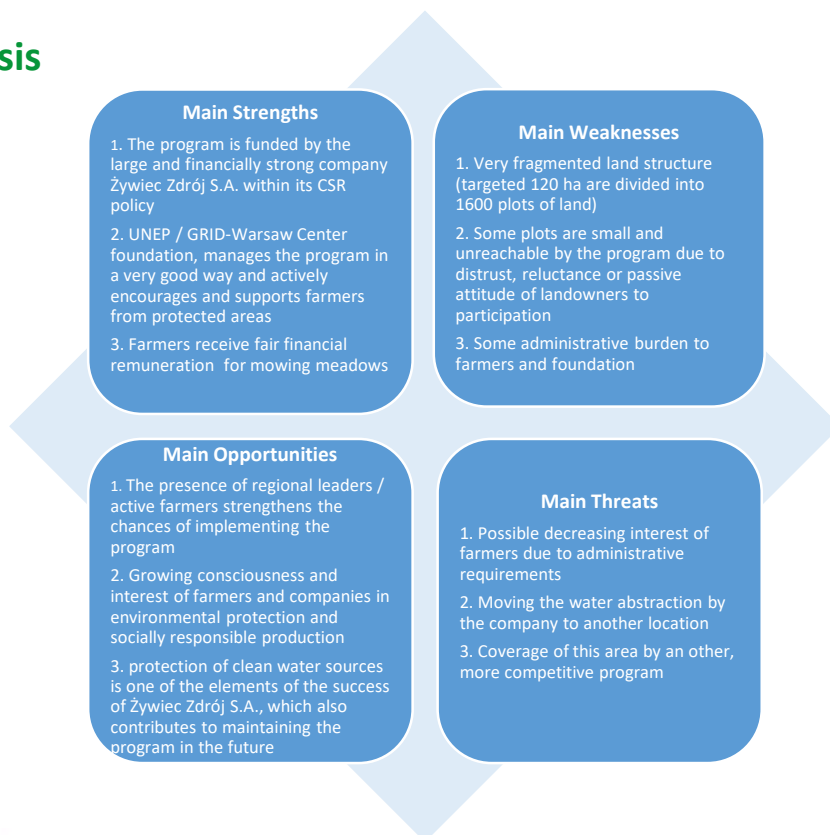 sis
Main Strengths
1. The program is funded by the
large and financially strong company
Żywiec Zdrój S.A. within its CSR
policy
2. UNEP / GRID-Warsaw Center
foundation, manages the program in
a very good way and actively
encourages and supports farmers
from protected areas
3. Farmers receive fair financial
remuneration for mowing meadows
Main Weaknesses
1. Very fragmented land structure
(targeted 120 ha are divided into
1600 plots of land)
2. Some plots are small and
unreachable by the program due to
distrust, reluctance or passive
attitude of landowners to
participation
3. Some administrative burden to
farmers and foundation
Main Opportunities
1. The presence of regional leaders /
active farmers strengthens the
chances of implementing the
program
2. Growing consciousness and
interest of farmers and companies in
environmental protection and
socially responsible production
3. protection of clean water sources
is one of the elements of the success
of Żywiec Zdrój S.A., which also
contributes to maintaining the
program in the future
Main Threats
1. Possible decreasing interest of
farmers due to administrative
requirements
2. Moving the water abstraction by
the company to another location
3. Coverage of this area by an other,
more competitive program